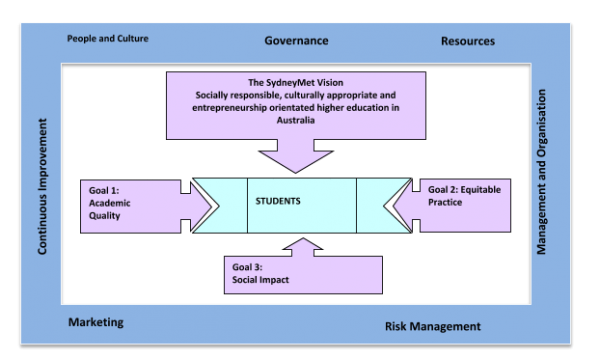 People and Culture
Governance
Resources
The SydneyMet Vision
Socially responsible, culturally appropriate and
entrepreneurship orientated higher education in
Australia
Continuous Improvement
Management and Organisation
Goal 1:
Academic
Quality
STUDENTS
Goal 2: Equitable
Practice
Goal 3:
Social Impact
Marketing
Risk Management